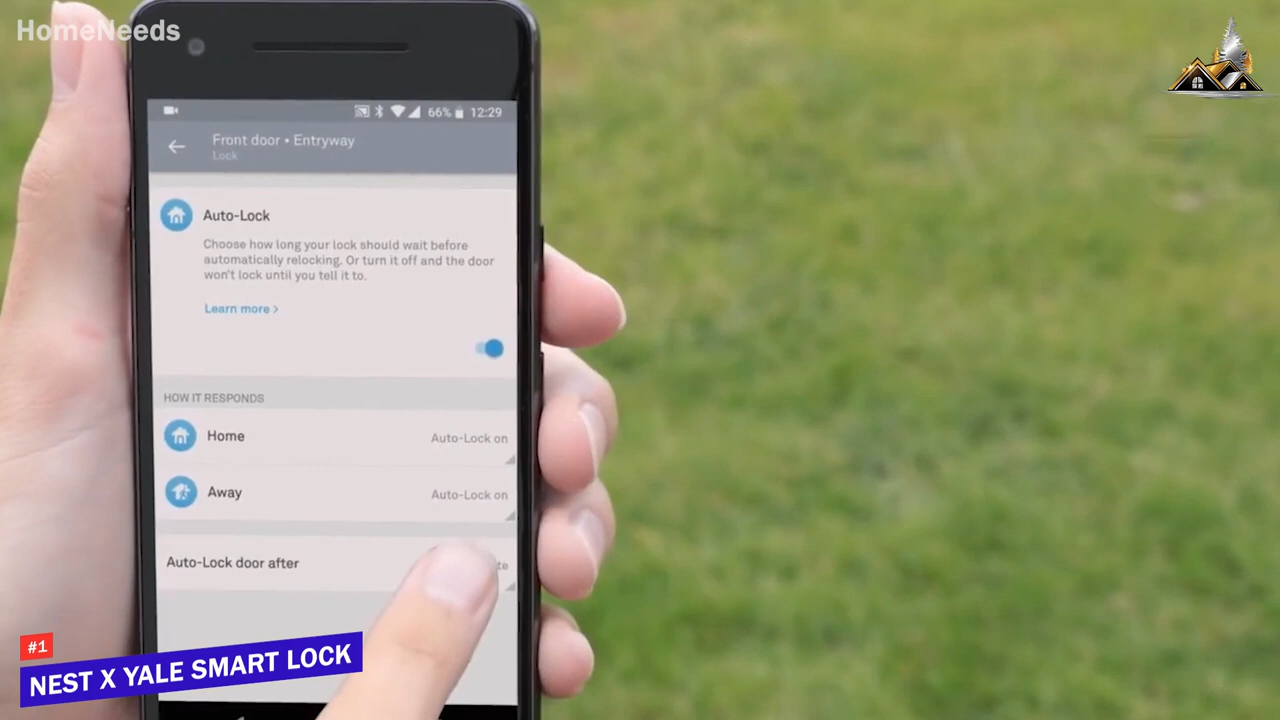 HomeNeeds
66% 12:29
Front door • Entryway
Lock
Auto-Lock
Choose how long your lock should wait before
automatically relocking. Or turn it off and the door
won't lock until you tell it to.
Learn more >
HOW IT RESPONDS
Home Auto-Lock on
Away Auto-Lock on
Auto-Lock door after
#1
NEST X YALE SMART LOCK